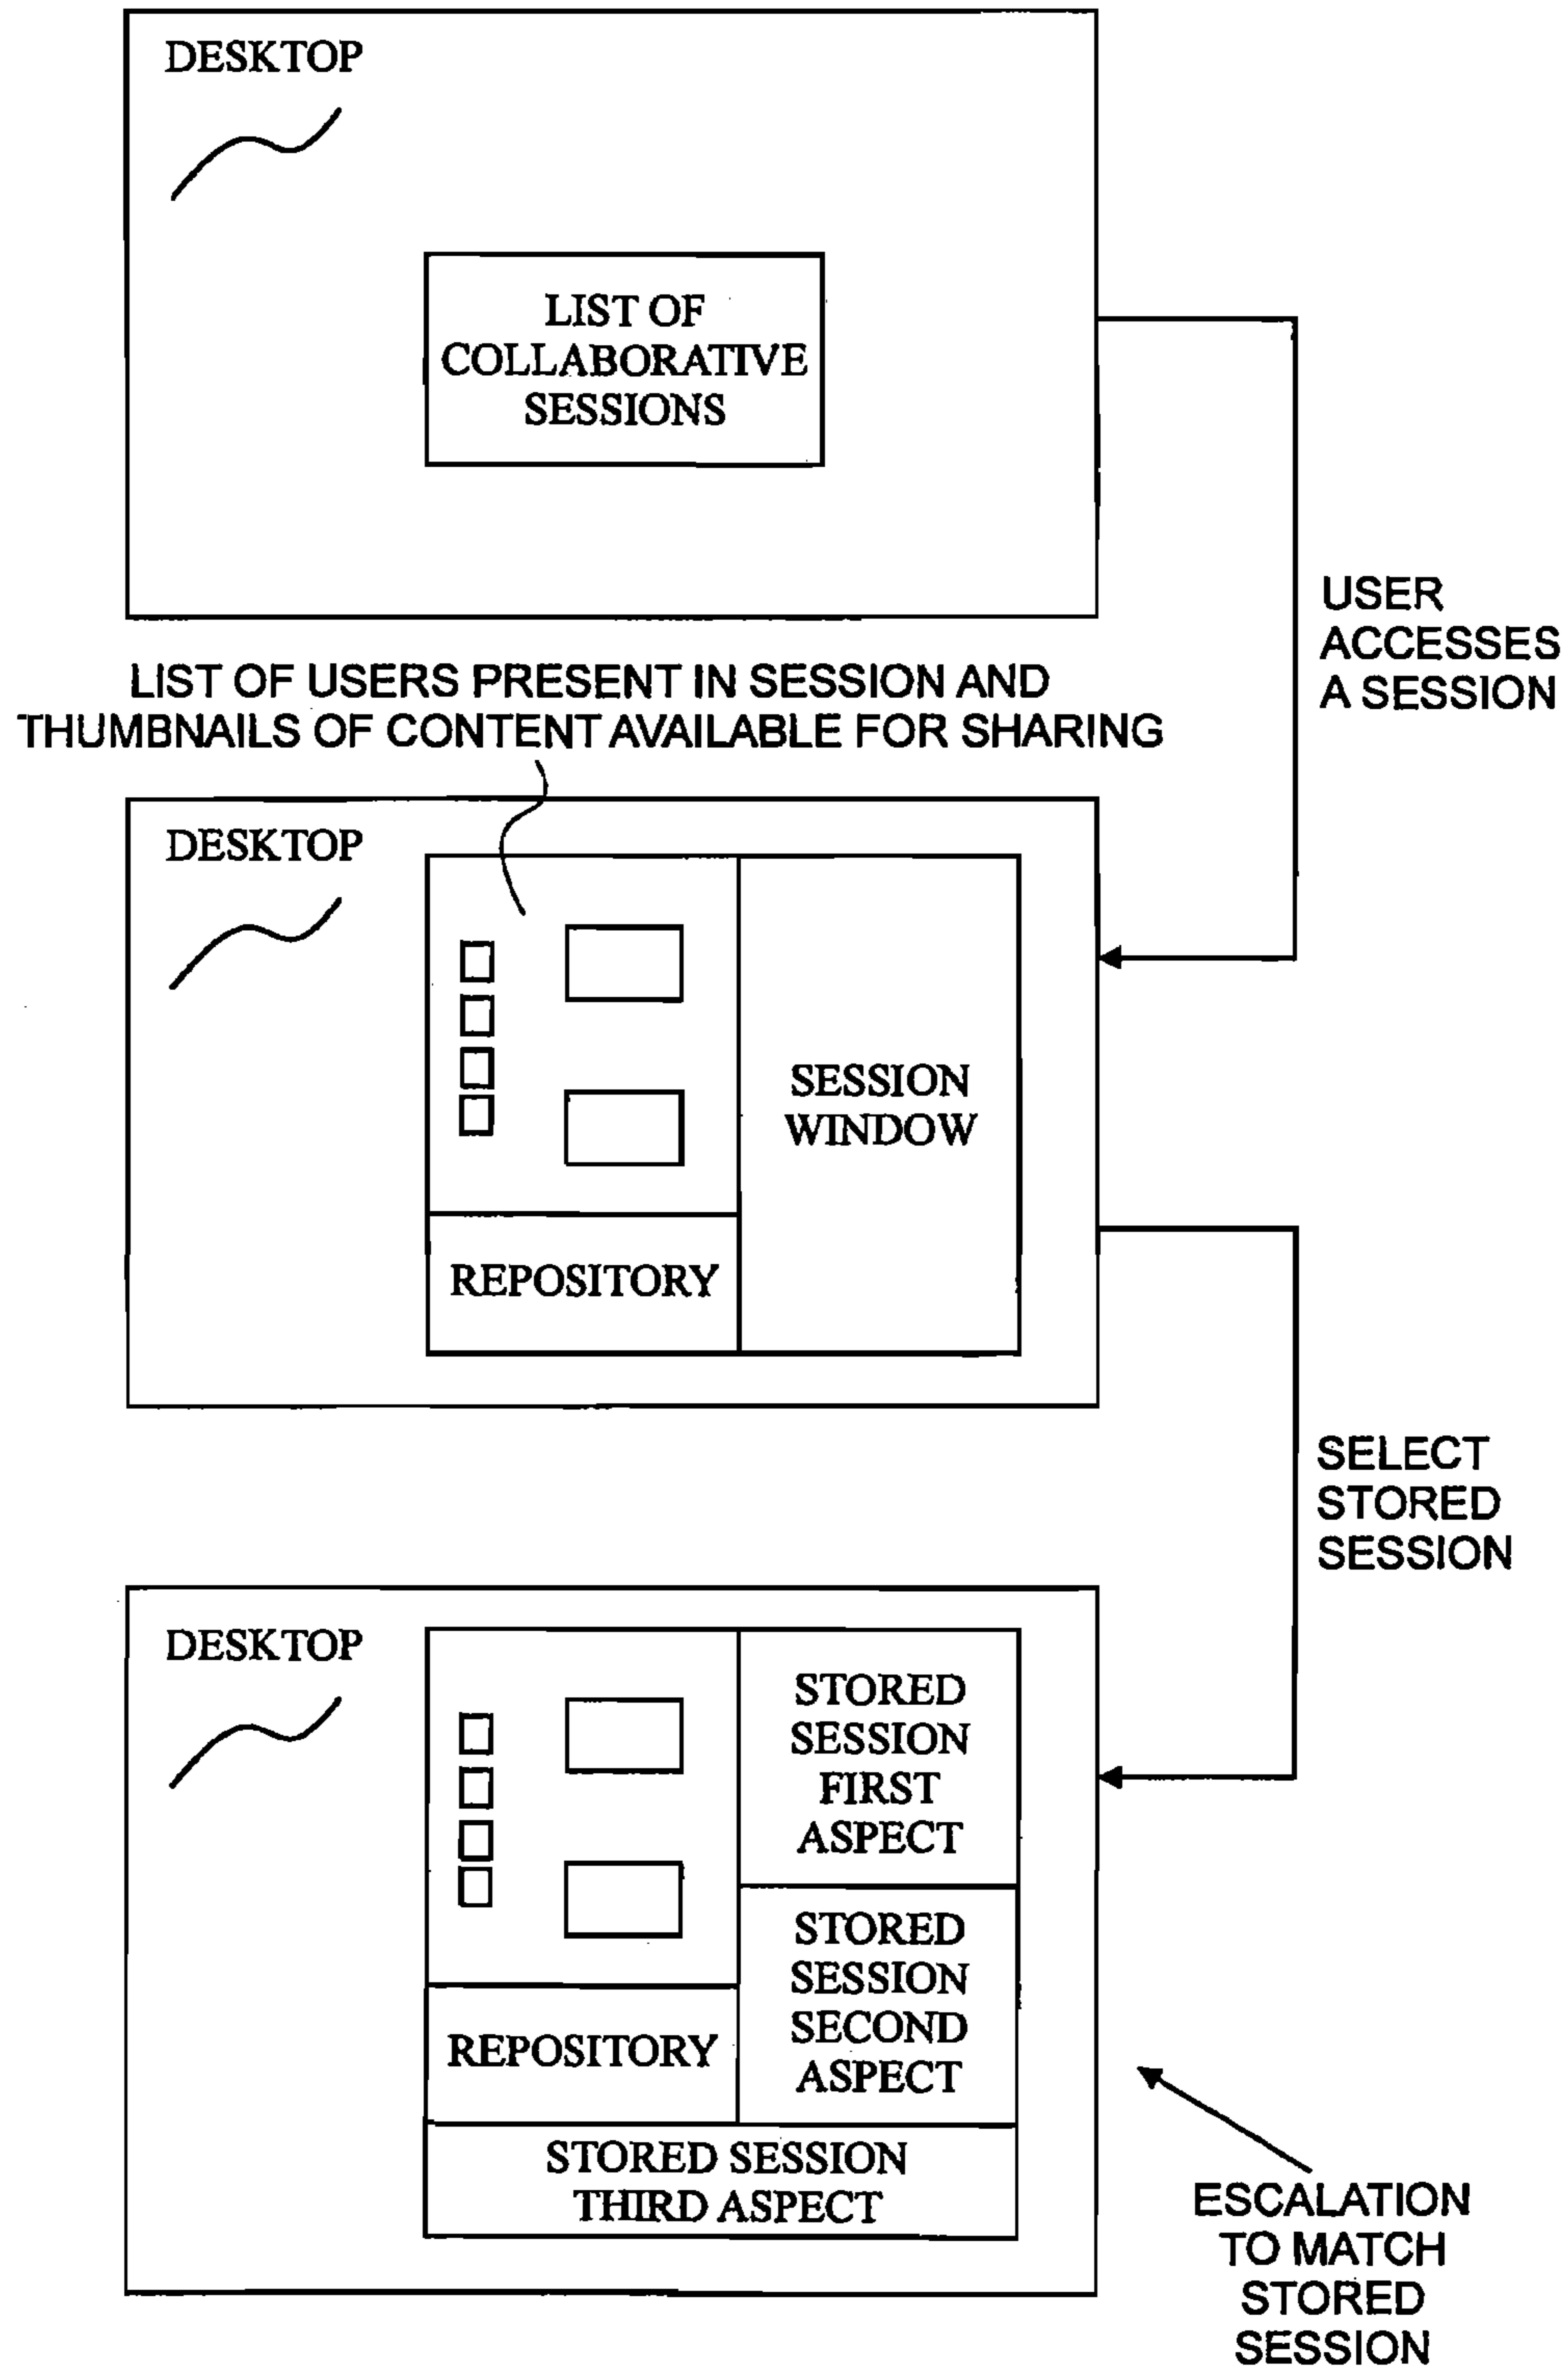 DESKTOP
LIST OF
COLLABORATIVE
SESSIONS
USER
ACCESSES
A SESSION
LIST OF USERS PRESENT IN SESSION AND
THUMBNAILS OF CONTENT AVAILABLE FOR SHARING
DESKTOP
SESSION
WINDOW
REPOSITORY
SELECT
STORED
SESSION
DESKTOP
STORED
SESSION
FIRST
ASPECT
STORED
SESSION
SECOND
ASPECT
REPOSITORY
STORED SESSION
THIRD ASPECT
ESCALATION
TO MATCH
STORED
SESSION